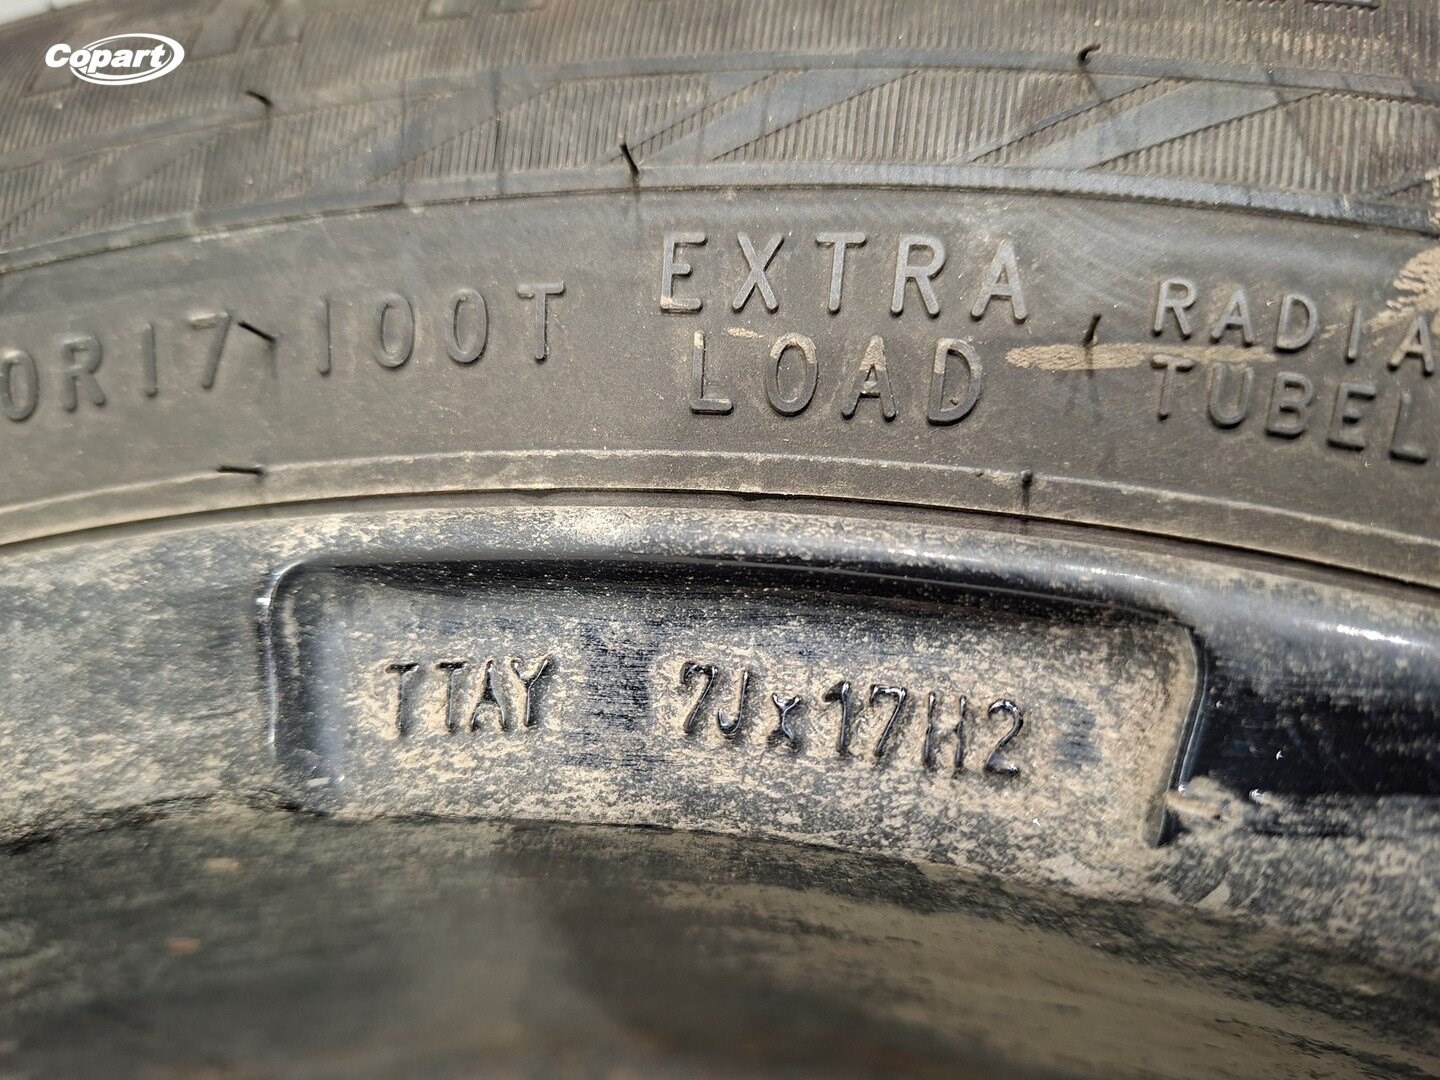 Copart
0R17 100T EXTRA LOAD
RADIA
TUBEL
TTAY 7Jx17H2